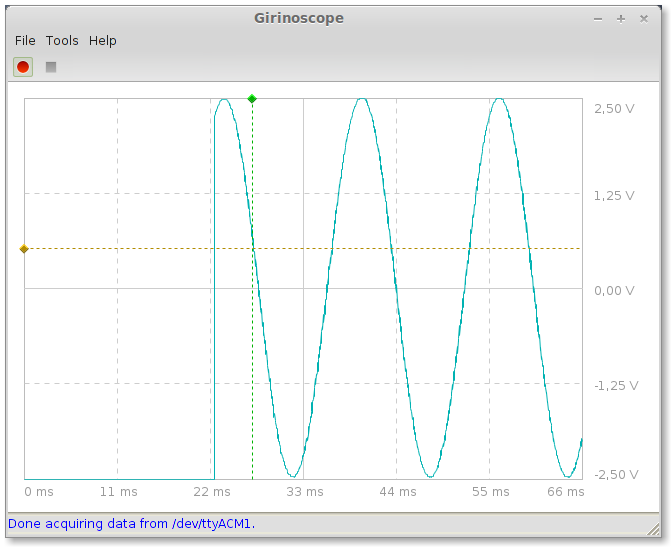 Girinoscope
File Tools Help
2,50 V
1,25 V
0,00 V
-1,25 V
-2,50 V
0 ms 11 ms 22 ms 33 ms 44 ms 55 ms 66 ms
Done acquiring data from /dev/ttyACM1.